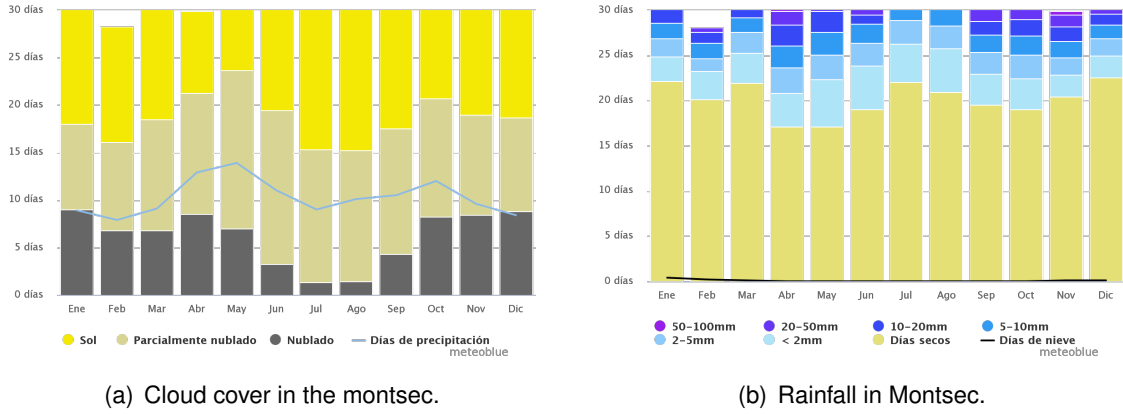 30 días
25 días
20 días
15 días
10 días
5 días
0 días
Ene Feb Mar Abr May Jun Jul Ago Sep Oct Nov Dic
Sol Parcialmente nublado Nublado Días de precipitación
meteoblue
(a) Cloud cover in the montsec.
30 días
25 días
20 días
15 días
10 días
5 días
0 días
Ene Feb Mar Abr May Jun Jul Ago Sep Oct Nov Dic
50–100mm 20–50mm 10–20mm 5–10mm
2–5mm < 2mm Días secos Días de nieve
meteoblue
(b) Rainfall in Montsec.